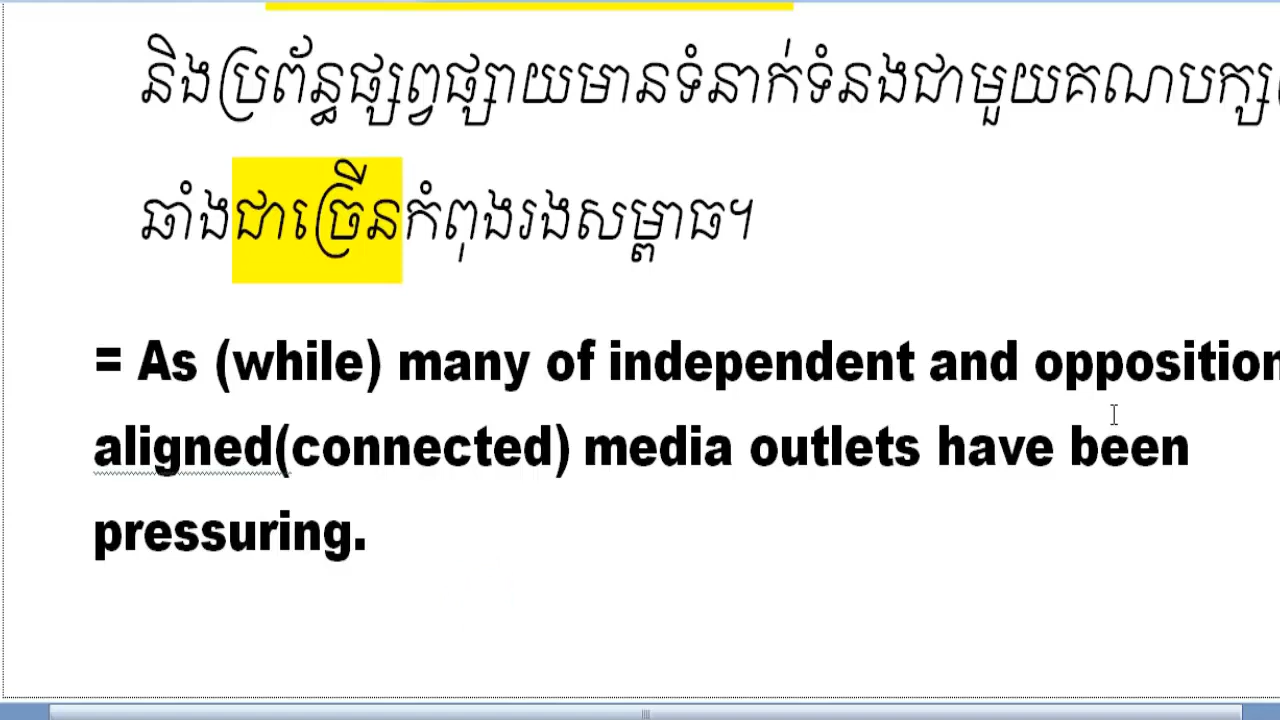 និងប្រព័ន្ធផ្សព្វផ្សាយមានទំនាក់ទំនងជាមួយគណបក្ស
ឆាំងជាច្រើនកំពុងរងសម្ពាធ។
= As (while) many of independent and opposition
aligned(connected) media outlets have been
pressuring.